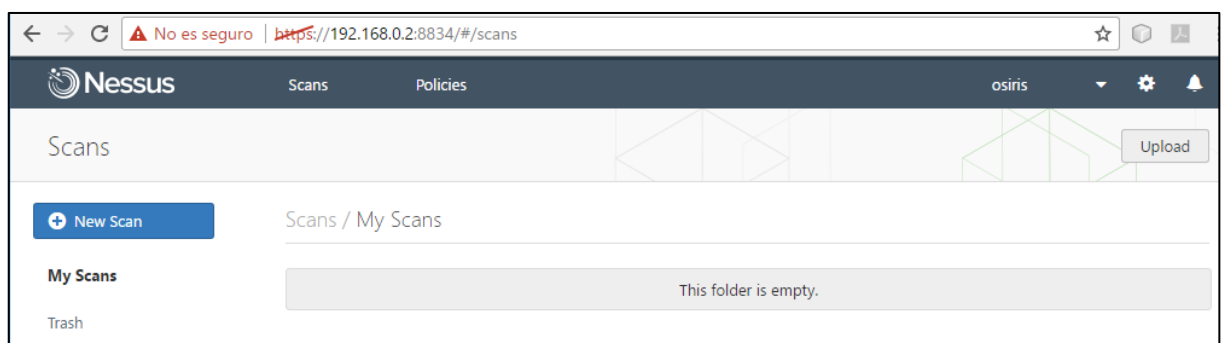 No es seguro | https://192.168.0.2:8834/#/scans
Nessus Scans Policies osiris
Scans Upload
New Scan Scans / My Scans
My Scans This folder is empty.
Trash